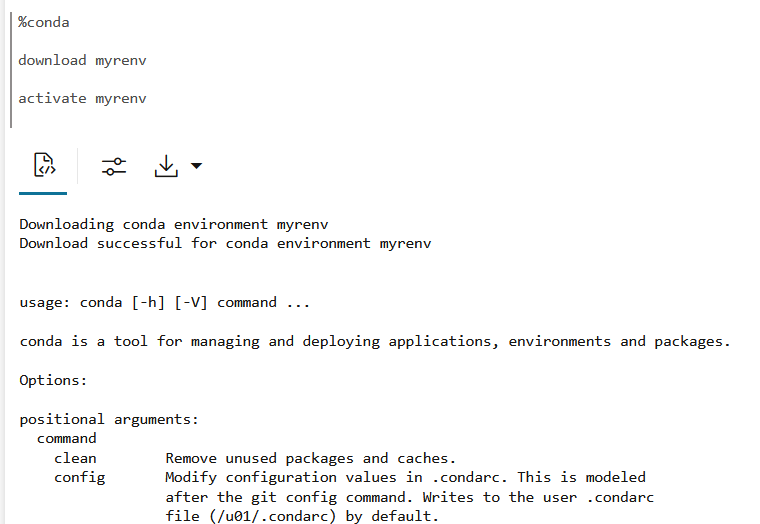 %conda
download myrenv
activate myrenv
Downloading conda environment myrenv
Download successful for conda environment myrenv
usage: conda [-h] [-V] command ...
conda is a tool for managing and deploying applications, environments and packages.
Options:
positional arguments:
  command
    clean        Remove unused packages and caches.
    config       Modify configuration values in .condarc. This is modeled
                 after the git config command. Writes to the user .condarc
                 file (/u01/.condarc) by default.